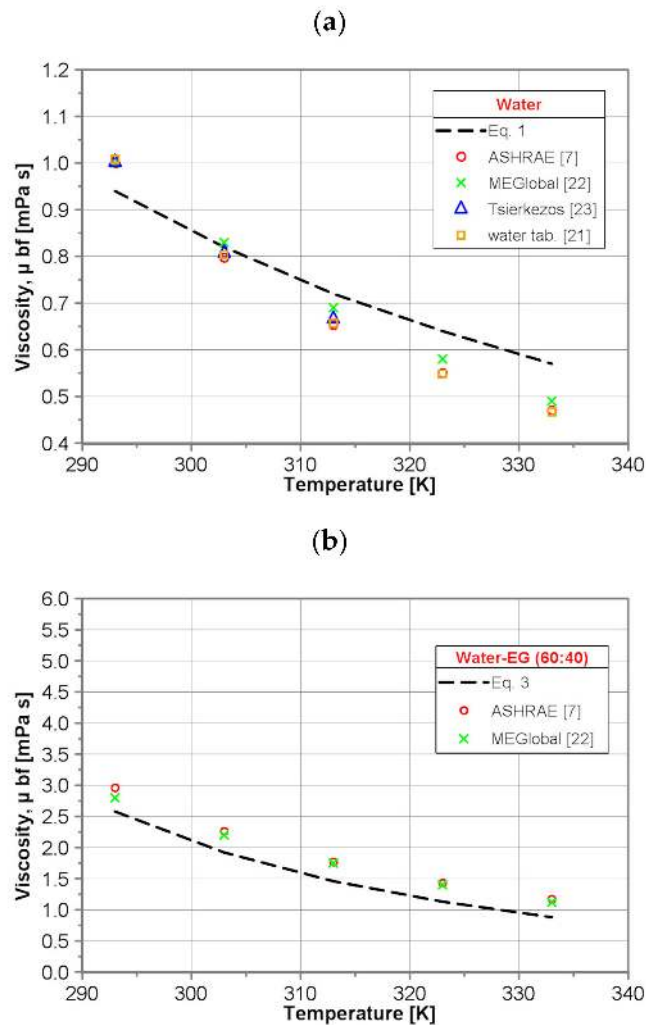 (a)
1.2
1.1
1.0
0.9
0.8
0.7
0.6
0.5
0.4
Viscosity, μ bf [mPa s]
Water
Eq. 1
ASHRAE [7]
MEGlobal [22]
Tsierkezos [23]
water tab. [21]
290 300 310 320 330 340
Temperature [K]
(b)
6.0
5.5
5.0
4.5
4.0
3.5
3.0
2.5
2.0
1.5
1.0
0.5
0.0
Viscosity, μ bf [mPa s]
Water-EG (60:40)
Eq. 3
ASHRAE [7]
MEGlobal [22]
290 300 310 320 330 340
Temperature [K]